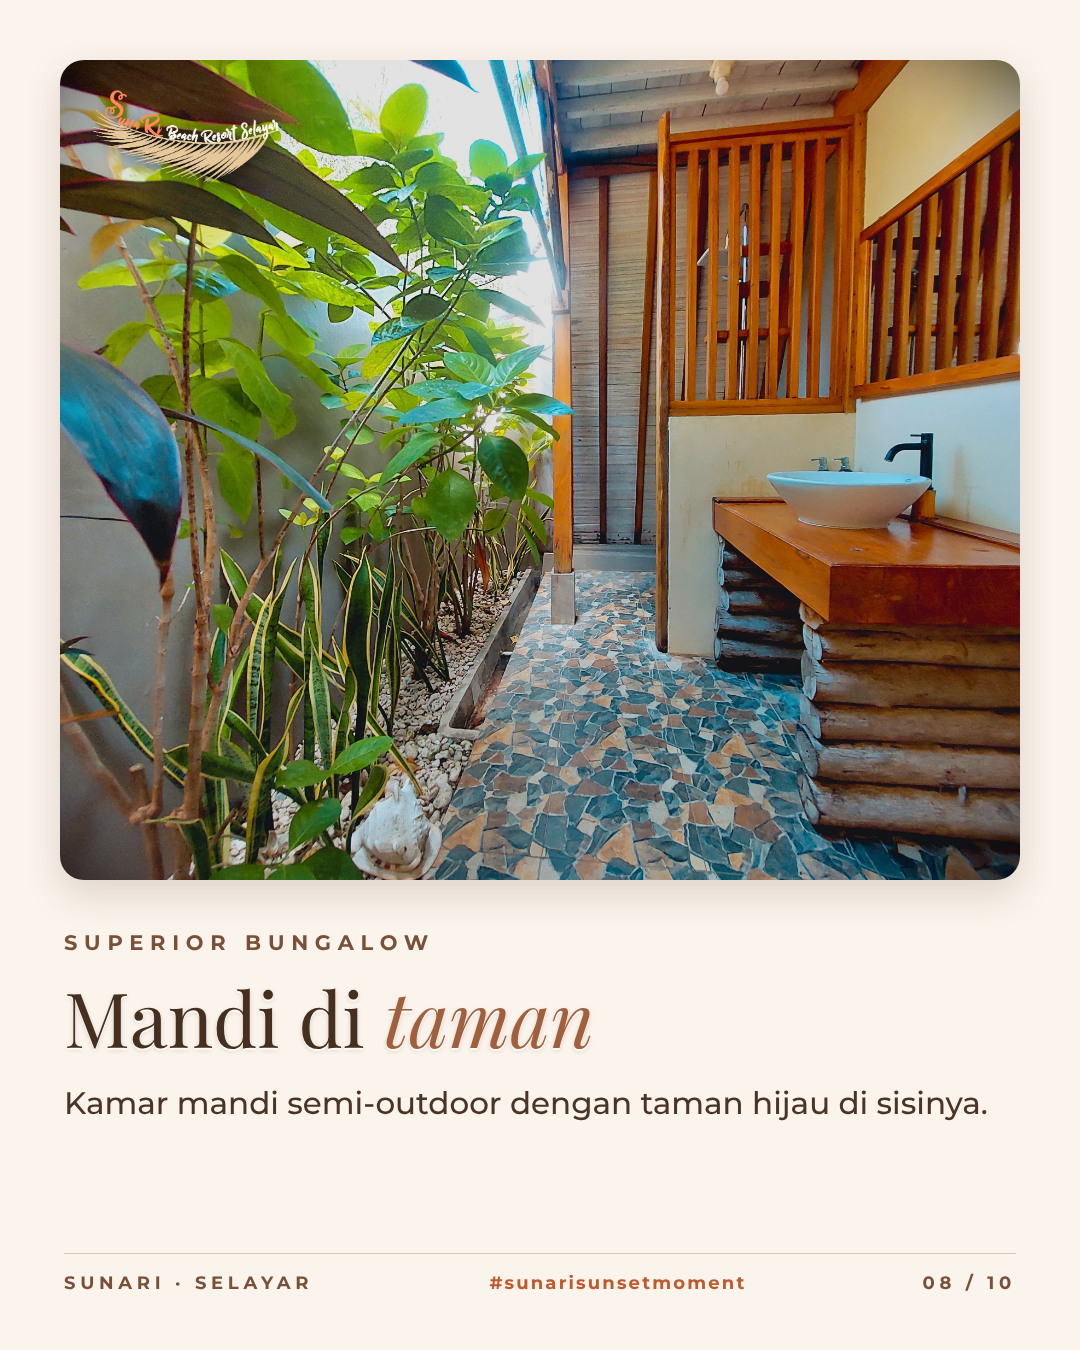 SunaRi Beach Resort Selayar
SUPERIOR BUNGALOW
Mandi di taman
Kamar mandi semi-outdoor dengan taman hijau di sisinya.
SUNARI · SELAYAR
#sunarisunsetmoment
08 / 10